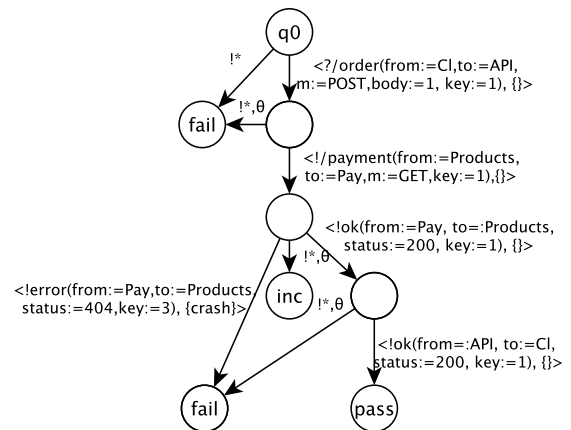 q0
!*
<?/order(from:=Cl,to:=API,
m:=POST,body:=1, key:=1), {}>
fail
!*,θ
<!/payment(from:=Products,
to:=Pay,m:=GET,key:=1),{}>
<!ok(from:=Pay, to=:Products,
status:=200, key:=1), {}>
!*,θ
<!error(from:=Pay,to:=Products
status:=404,key:=3), {crash}>
inc
!*,θ
<!ok(from=:API, to:=Cl,
status:=200, key:=1), {}>
fail
pass